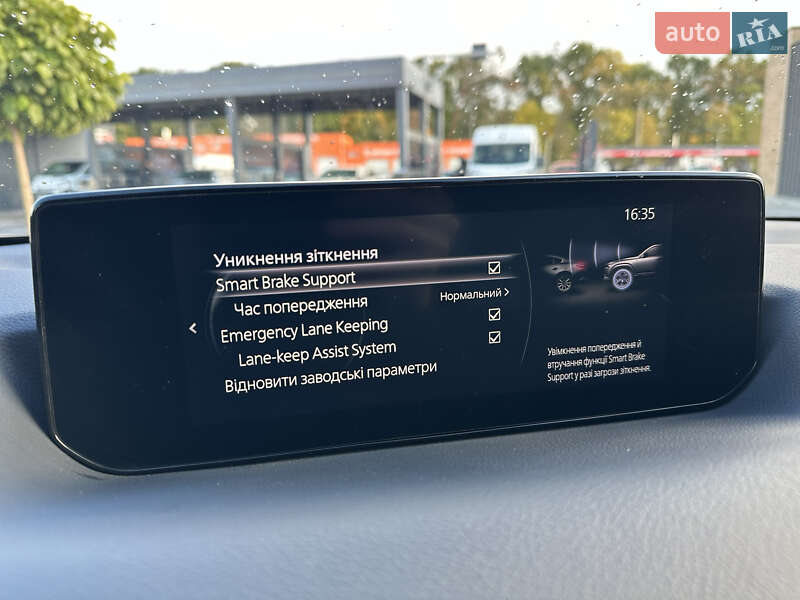 auto RIA
16:35
Уникнення зіткнення
Smart Brake Support
Час попередження Нормальний
Emergency Lane Keeping
Lane-keep Assist System
Відновити заводські параметри
Увімкнення попередження й
втручання функції Smart Brake
Support у разі загрози зіткнення.